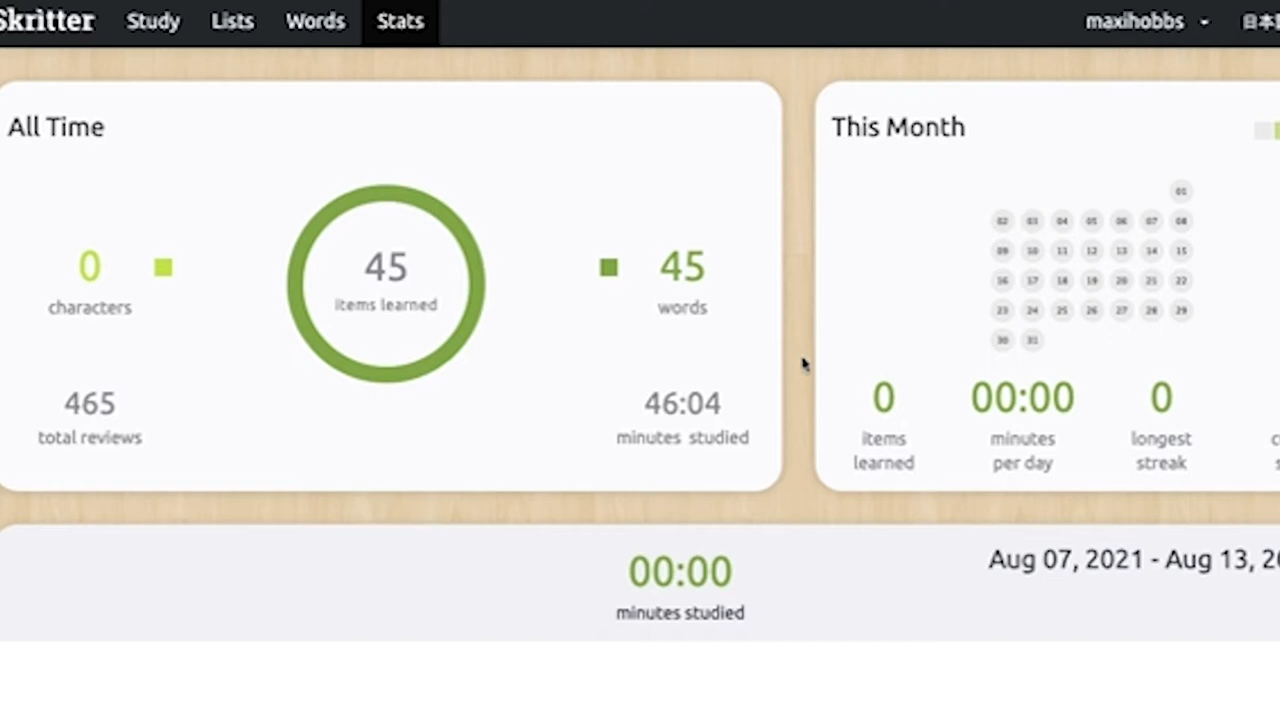 Skritter Study Lists Words Stats maxihobbs
All Time
0
characters
45
items learned
45
words
465
total reviews
46:04
minutes studied
This Month
01
02 03 04 05 06 07 08
09 10 11 12 13 14 15
16 17 18 19 20 21 22
23 24 25 26 27 28 29
30 31
0
items
learned
00:00
minutes
per day
0
longest
streak
00:00
minutes studied
Aug 07, 2021 - Aug 13, 20